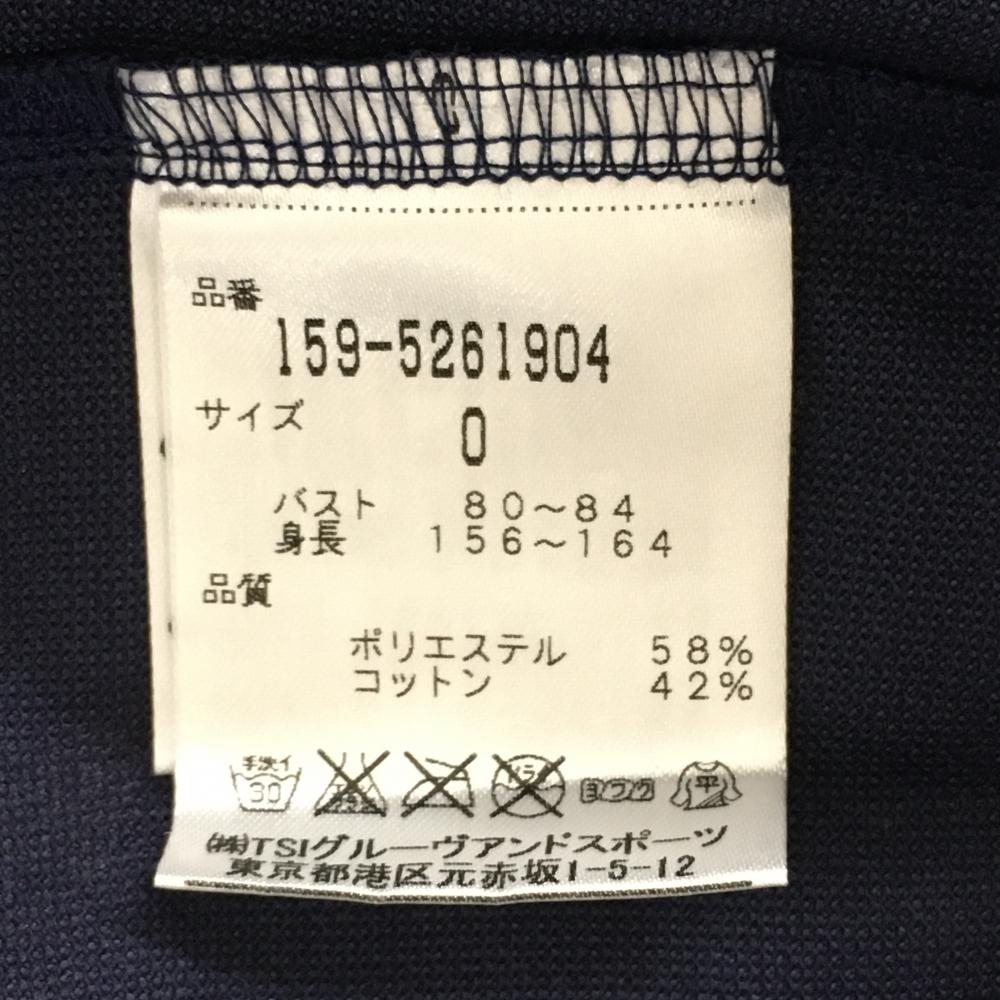 品番
159-5261904
サイズ
0
バスト 80～84
身長 156～164
品質
ポリエステル 58%
コットン 42%
手洗イ 30 ドライ ヨワク 平
㈱TSIグルーヴアンドスポーツ
東京都港区元赤坂1-5-12